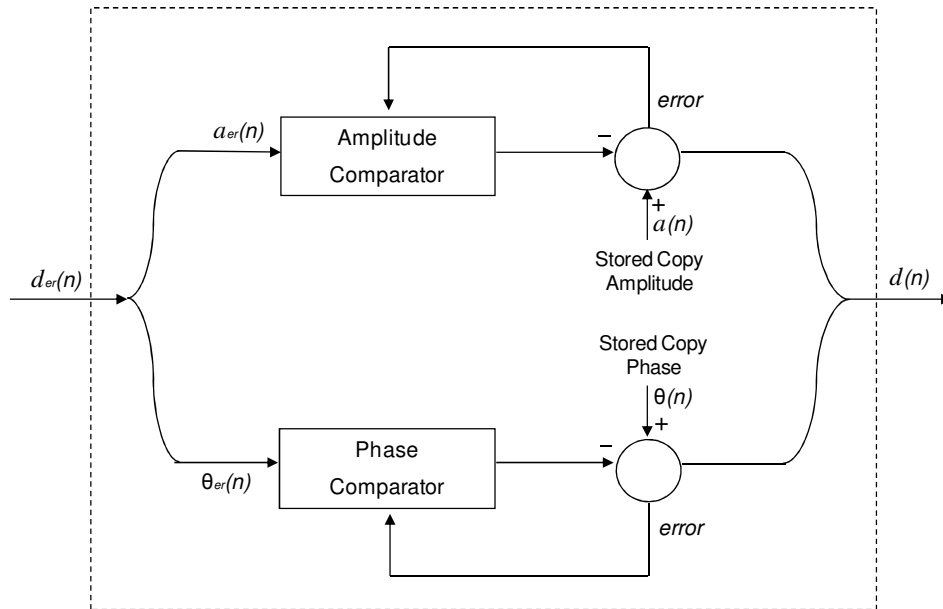 error
a_er(n)
Amplitude
Comparator
−
+
a(n)
Stored Copy
Amplitude
d_er(n)
d(n)
Stored Copy
Phase
θ(n)
+
−
Phase
Comparator
θ_er(n)
error